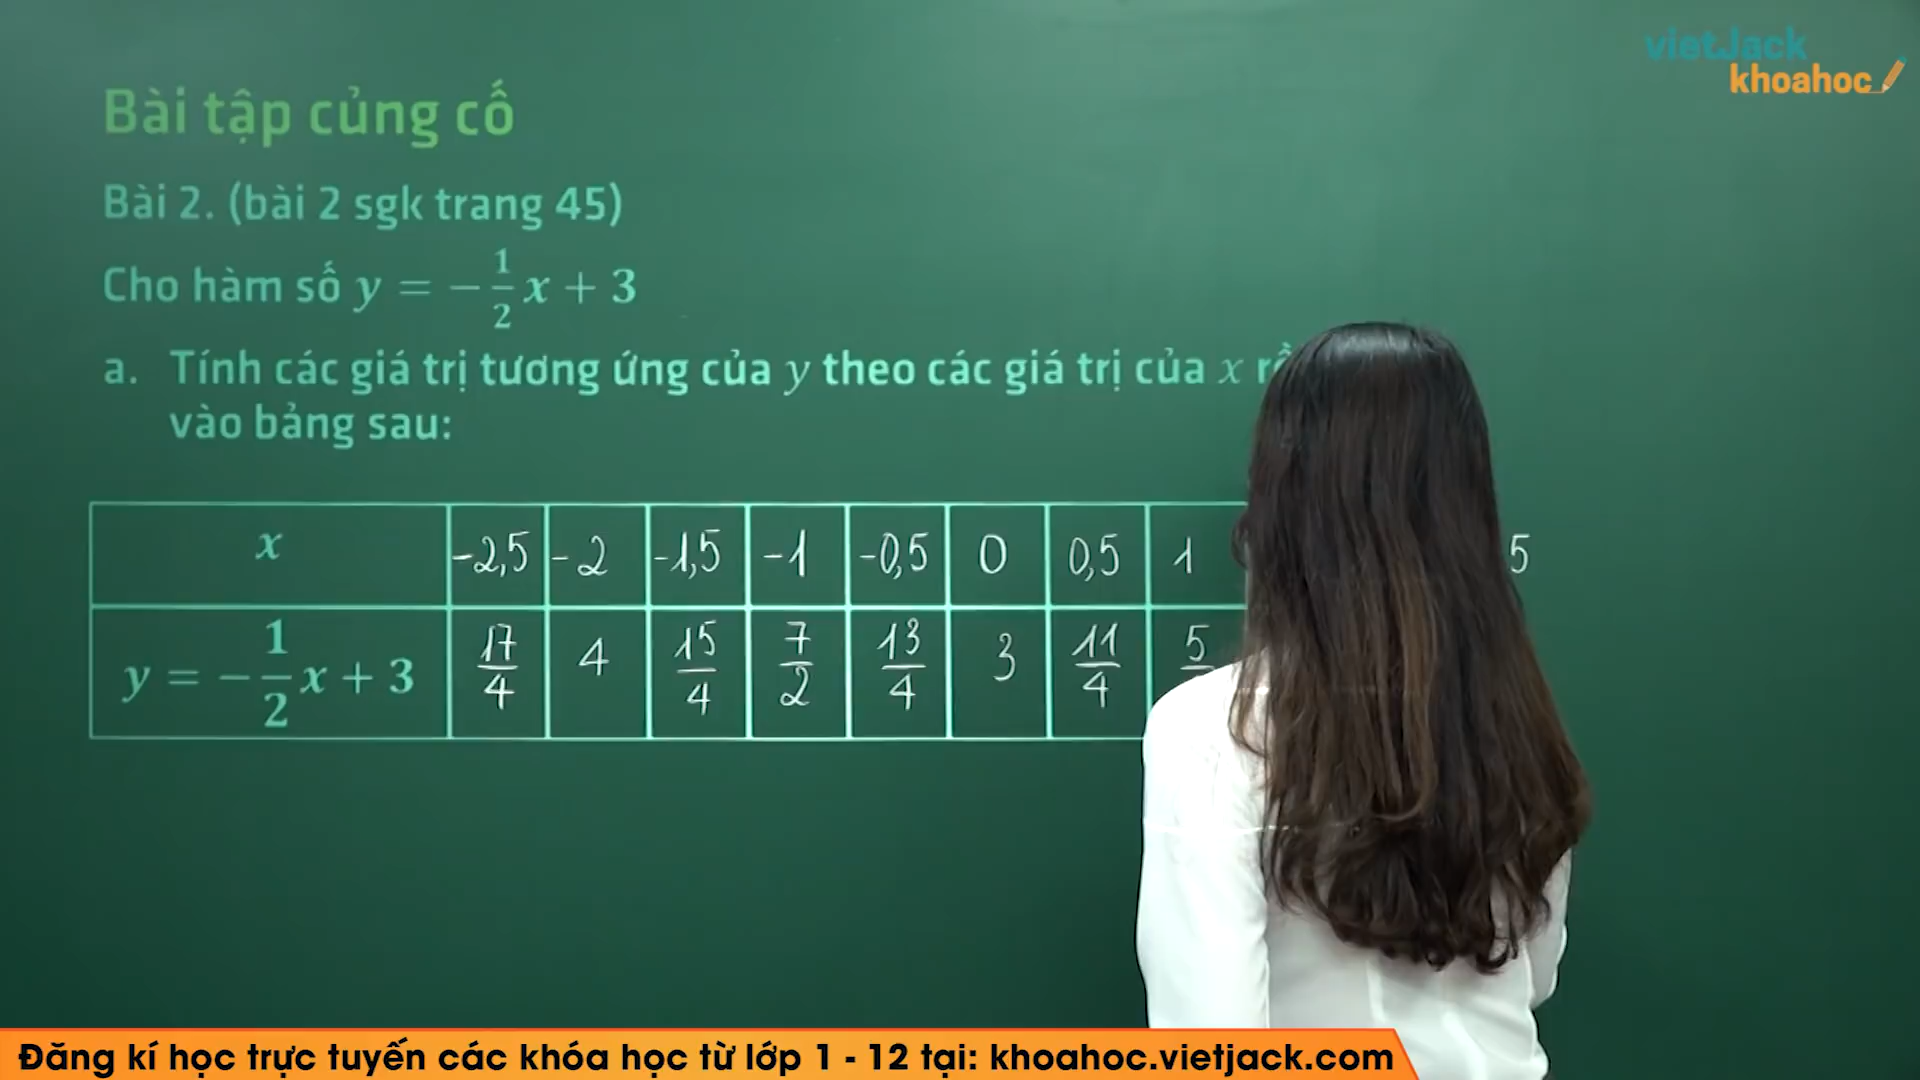 vietJack
khoahoc
Bài tập củng cố
Bài 2. (bài 2 sgk trang 45)
Cho hàm số y = -1/2 x + 3
a. Tính các giá trị tương ứng của y theo các giá trị của x
vào bảng sau:
x -2,5 -2 -1,5 -1 -0,5 0 0,5 1 5
y = -1/2 x + 3 17/4 4 15/4 7/2 13/4 3 11/4 5
Đăng kí học trực tuyến các khóa học từ lớp 1 - 12 tại: khoahoc.vietjack.com